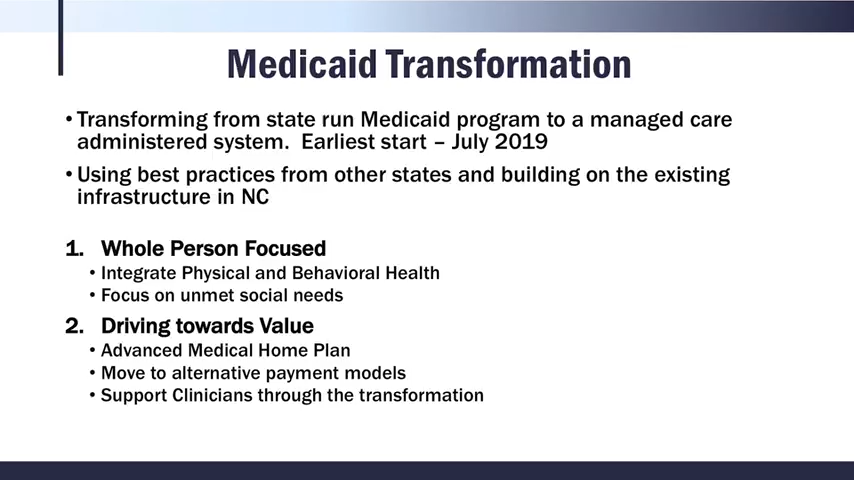 Medicaid Transformation
• Transforming from state run Medicaid program to a managed care
administered system.  Earliest start – July 2019
• Using best practices from other states and building on the existing
infrastructure in NC
1. Whole Person Focused
• Integrate Physical and Behavioral Health
• Focus on unmet social needs
2. Driving towards Value
• Advanced Medical Home Plan
• Move to alternative payment models
• Support Clinicians through the transformation